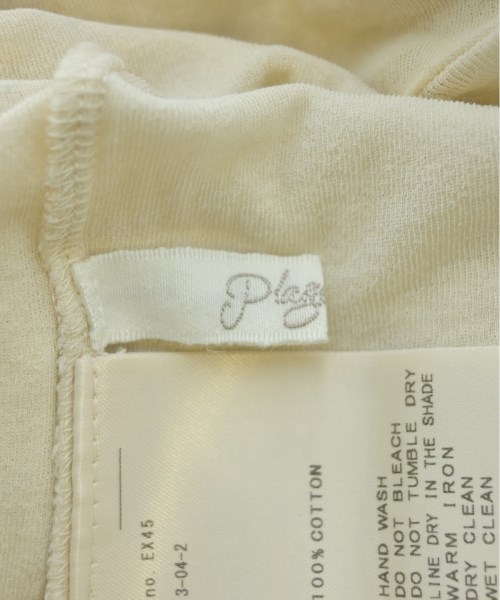 Plage
no. EX45
3-04-2
100% COTTON
HAND WASH
DO NOT BLEACH
DO NOT TUMBLE DRY
LINE DRY IN THE SHADE
WARM IRON
DRY CLEAN
WET CLEAN